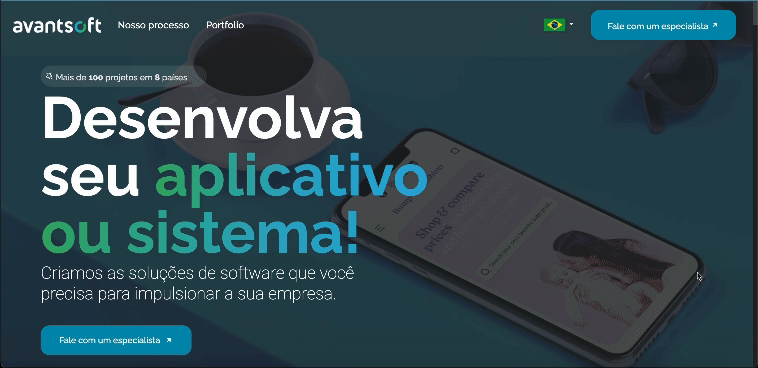 avantsoft
Nosso processo
Portfolio
Fale com um especialista
Mais de 100 projetos em 8 países
Desenvolva
seu aplicativo
ou sistema!
Criamos as soluções de software que você
precisa para impulsionar a sua empresa.
Fale com um especialista
Shop & compare
prices